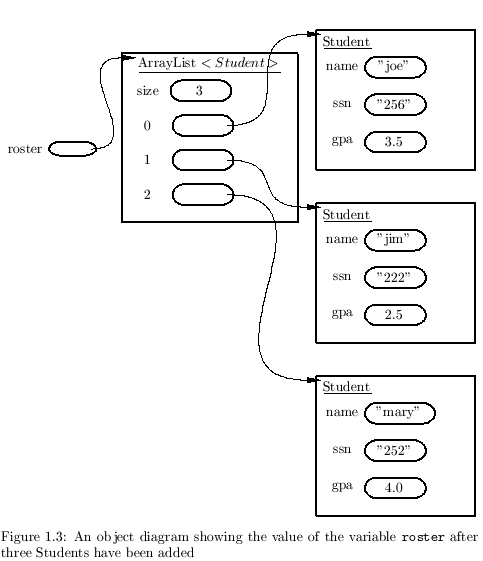 roster
ArrayList < Student >
size 3
0
1
2
Student
name "joe"
ssn "256"
gpa 3.5
Student
name "jim"
ssn "222"
gpa 2.5
Student
name "mary"
ssn "252"
gpa 4.0
Figure 1.3: An object diagram showing the value of the variable roster after
three Students have been added